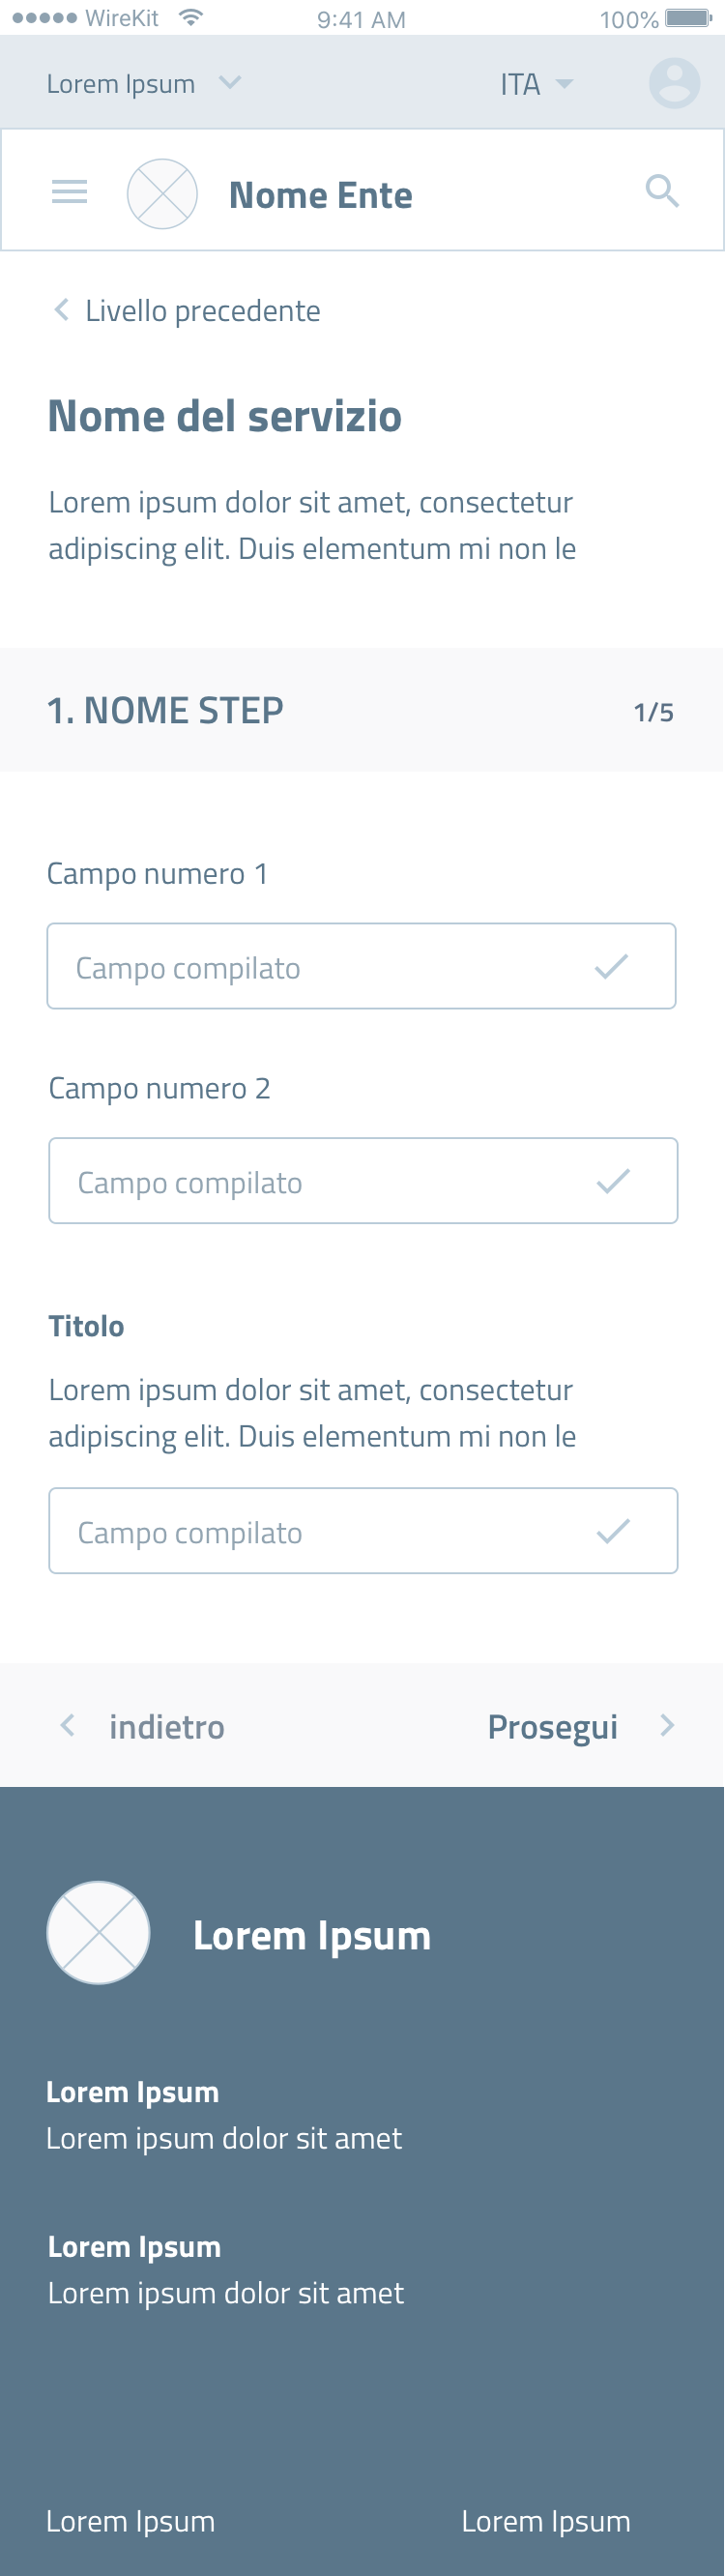 WireKit 9:41 AM 100%
Lorem Ipsum ITA
Nome Ente
Livello precedente
Nome del servizio
Lorem ipsum dolor sit amet, consectetur
adipiscing elit. Duis elementum mi non le
1. NOME STEP 1/5
Campo numero 1
Campo compilato
Campo numero 2
Campo compilato
Titolo
Lorem ipsum dolor sit amet, consectetur
adipiscing elit. Duis elementum mi non le
Campo compilato
indietro Prosegui
Lorem Ipsum
Lorem Ipsum
Lorem ipsum dolor sit amet
Lorem Ipsum
Lorem ipsum dolor sit amet
Lorem Ipsum Lorem Ipsum